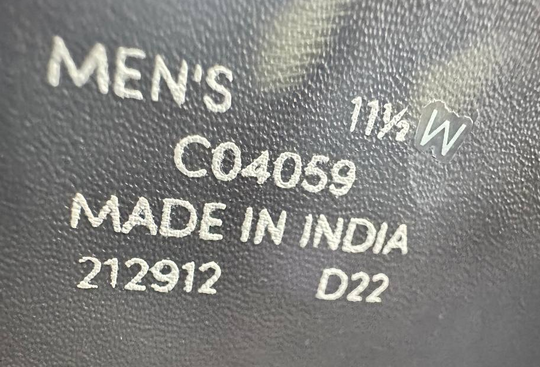 MEN'S
11½ W
C04059
MADE IN INDIA
212912 D22